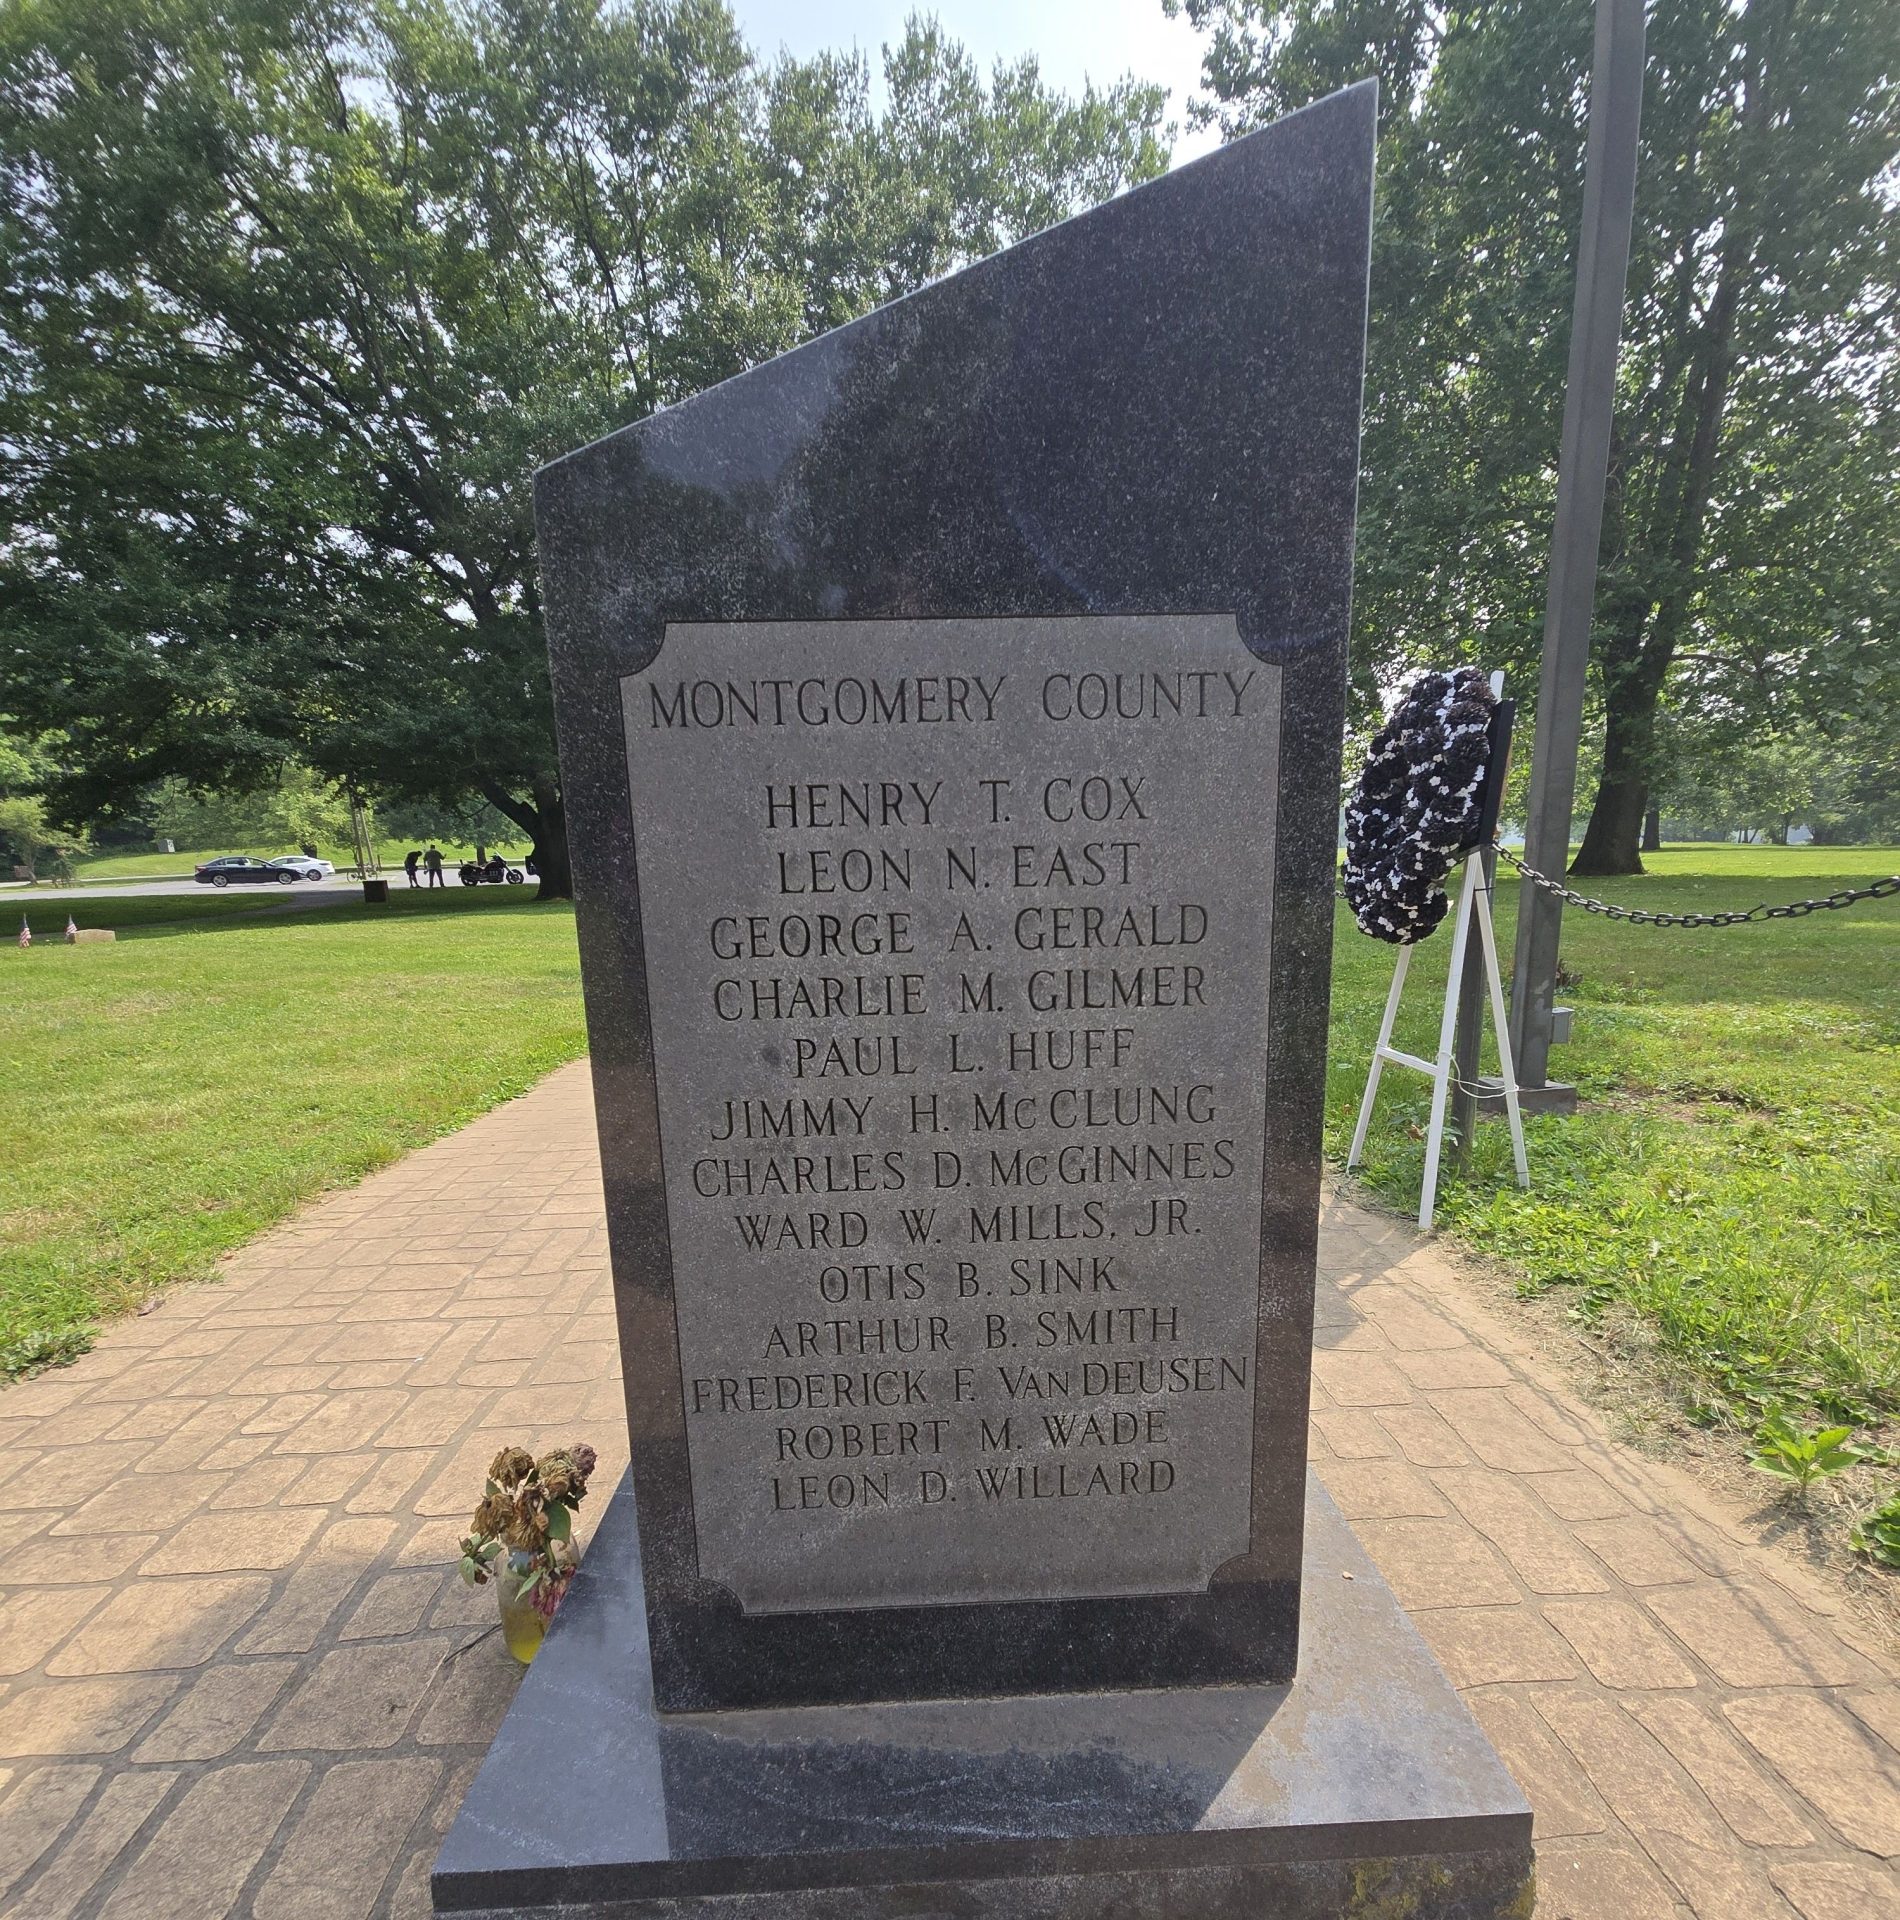 MONTGOMERY COUNTY
HENRY T. COX
LEON N. EAST
GEORGE A. GERALD
CHARLIE M. GILMER
PAUL L. HUFF
JIMMY H. McCLUNG
CHARLES D. McGINNES
WARD W. MILLS, JR.
OTIS B. SINK
ARTHUR B. SMITH
FREDERICK F. VanDEUSEN
ROBERT M. WADE
LEON D. WILLARD